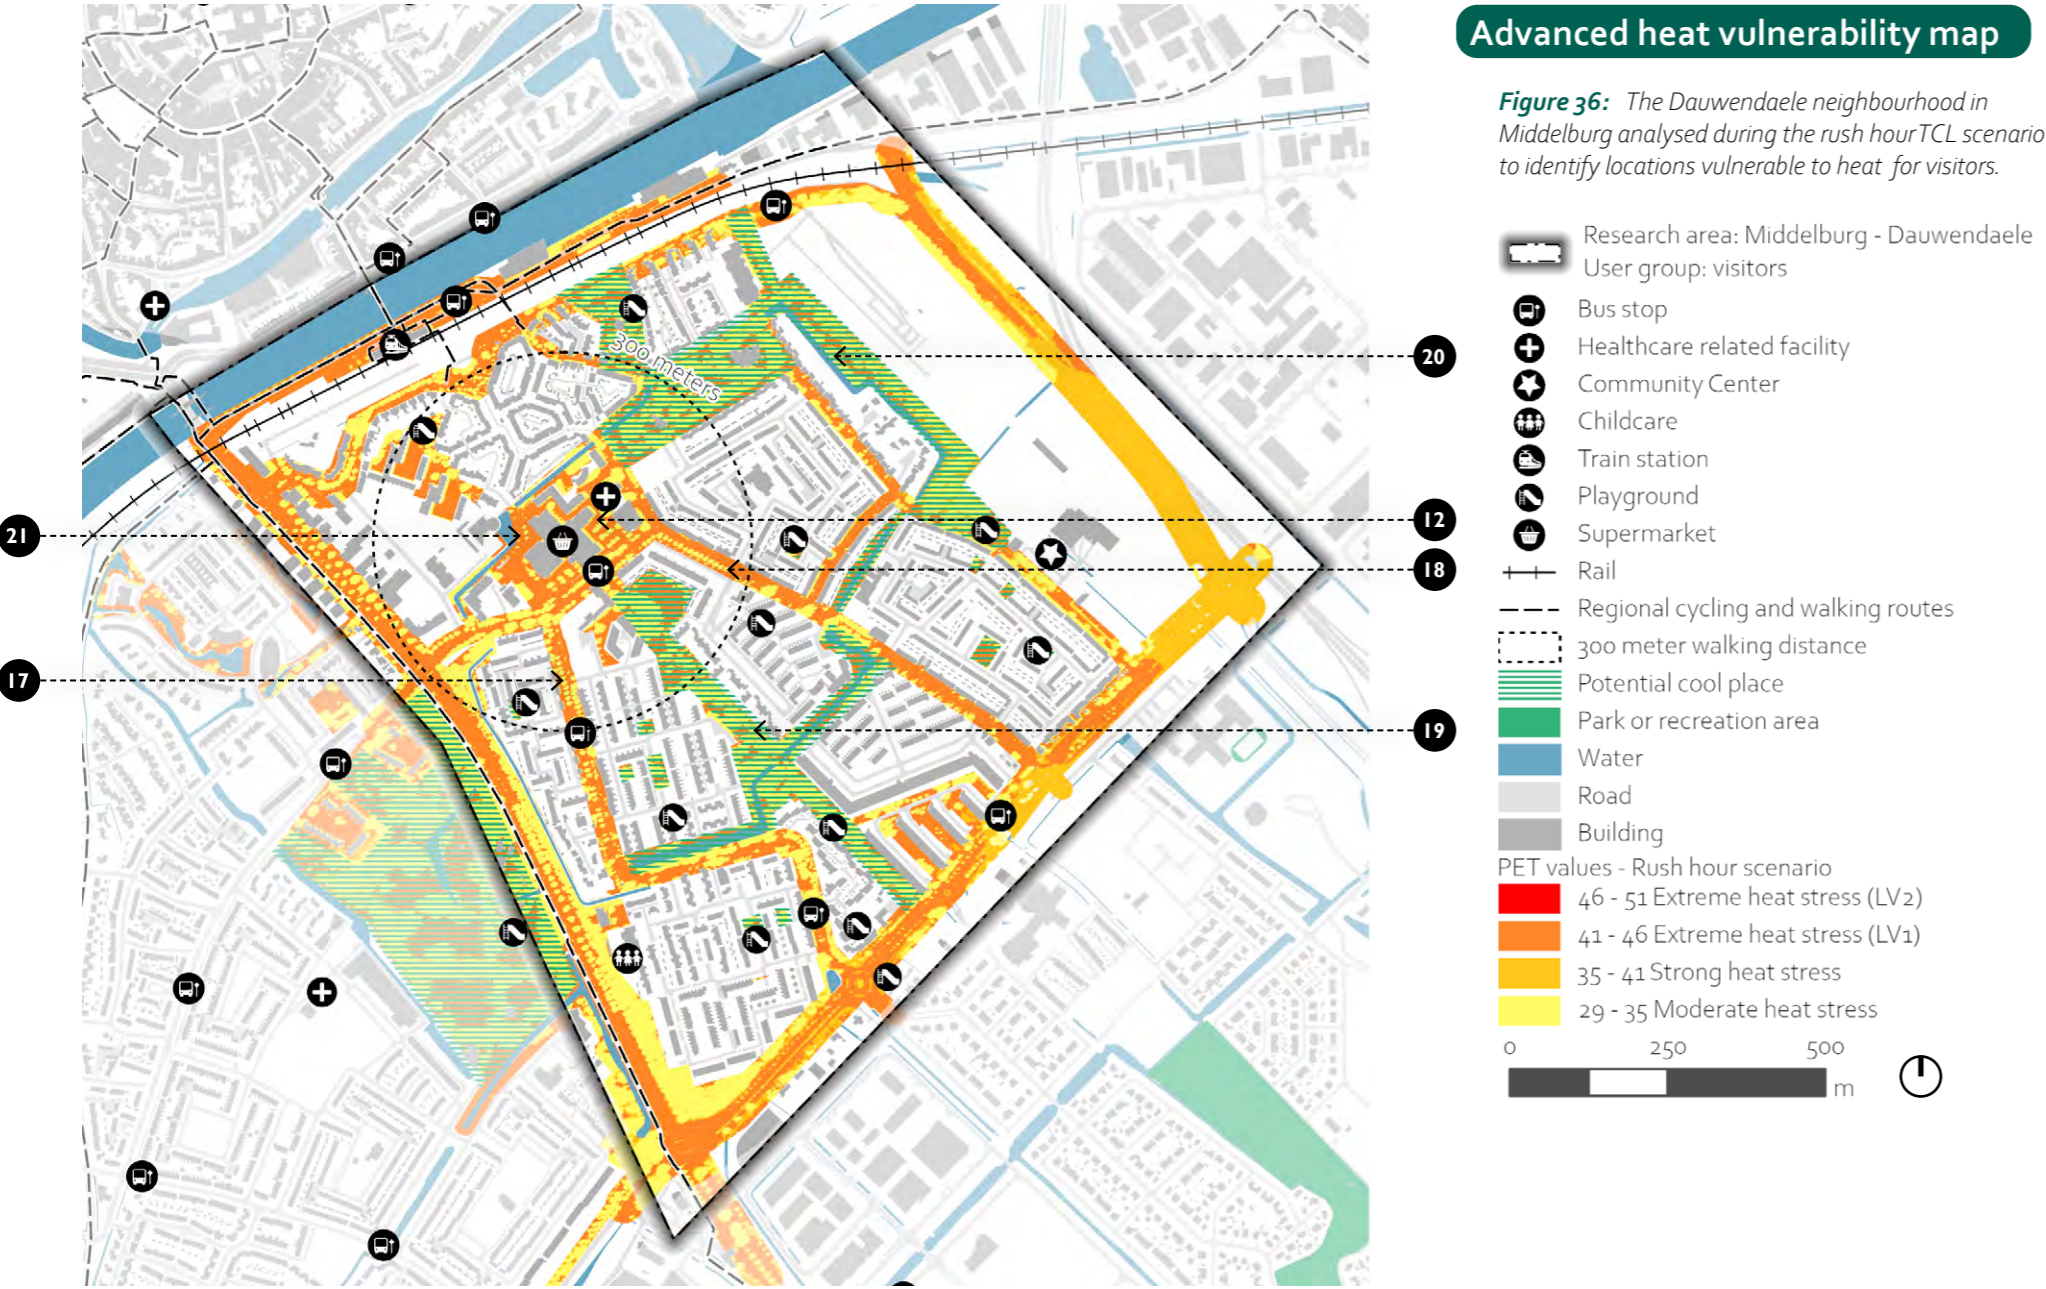 Advanced heat vulnerability map
Figure 36: The Dauwendaele neighbourhood in
Middelburg analysed during the rush hour TCL scenario
to identify locations vulnerable to heat for visitors.
Research area: Middelburg - Dauwendaele
User group: visitors
Bus stop
Healthcare related facility
Community Center
Childcare
Train station
Playground
Supermarket
Rail
Regional cycling and walking routes
300 meter walking distance
Potential cool place
Park or recreation area
Water
Road
Building
PET values - Rush hour scenario
46 - 51 Extreme heat stress (LV2)
41 - 46 Extreme heat stress (LV1)
35 - 41 Strong heat stress
29 - 35 Moderate heat stress
0 250 500
m
300 meters
20
21
12
18
17
19